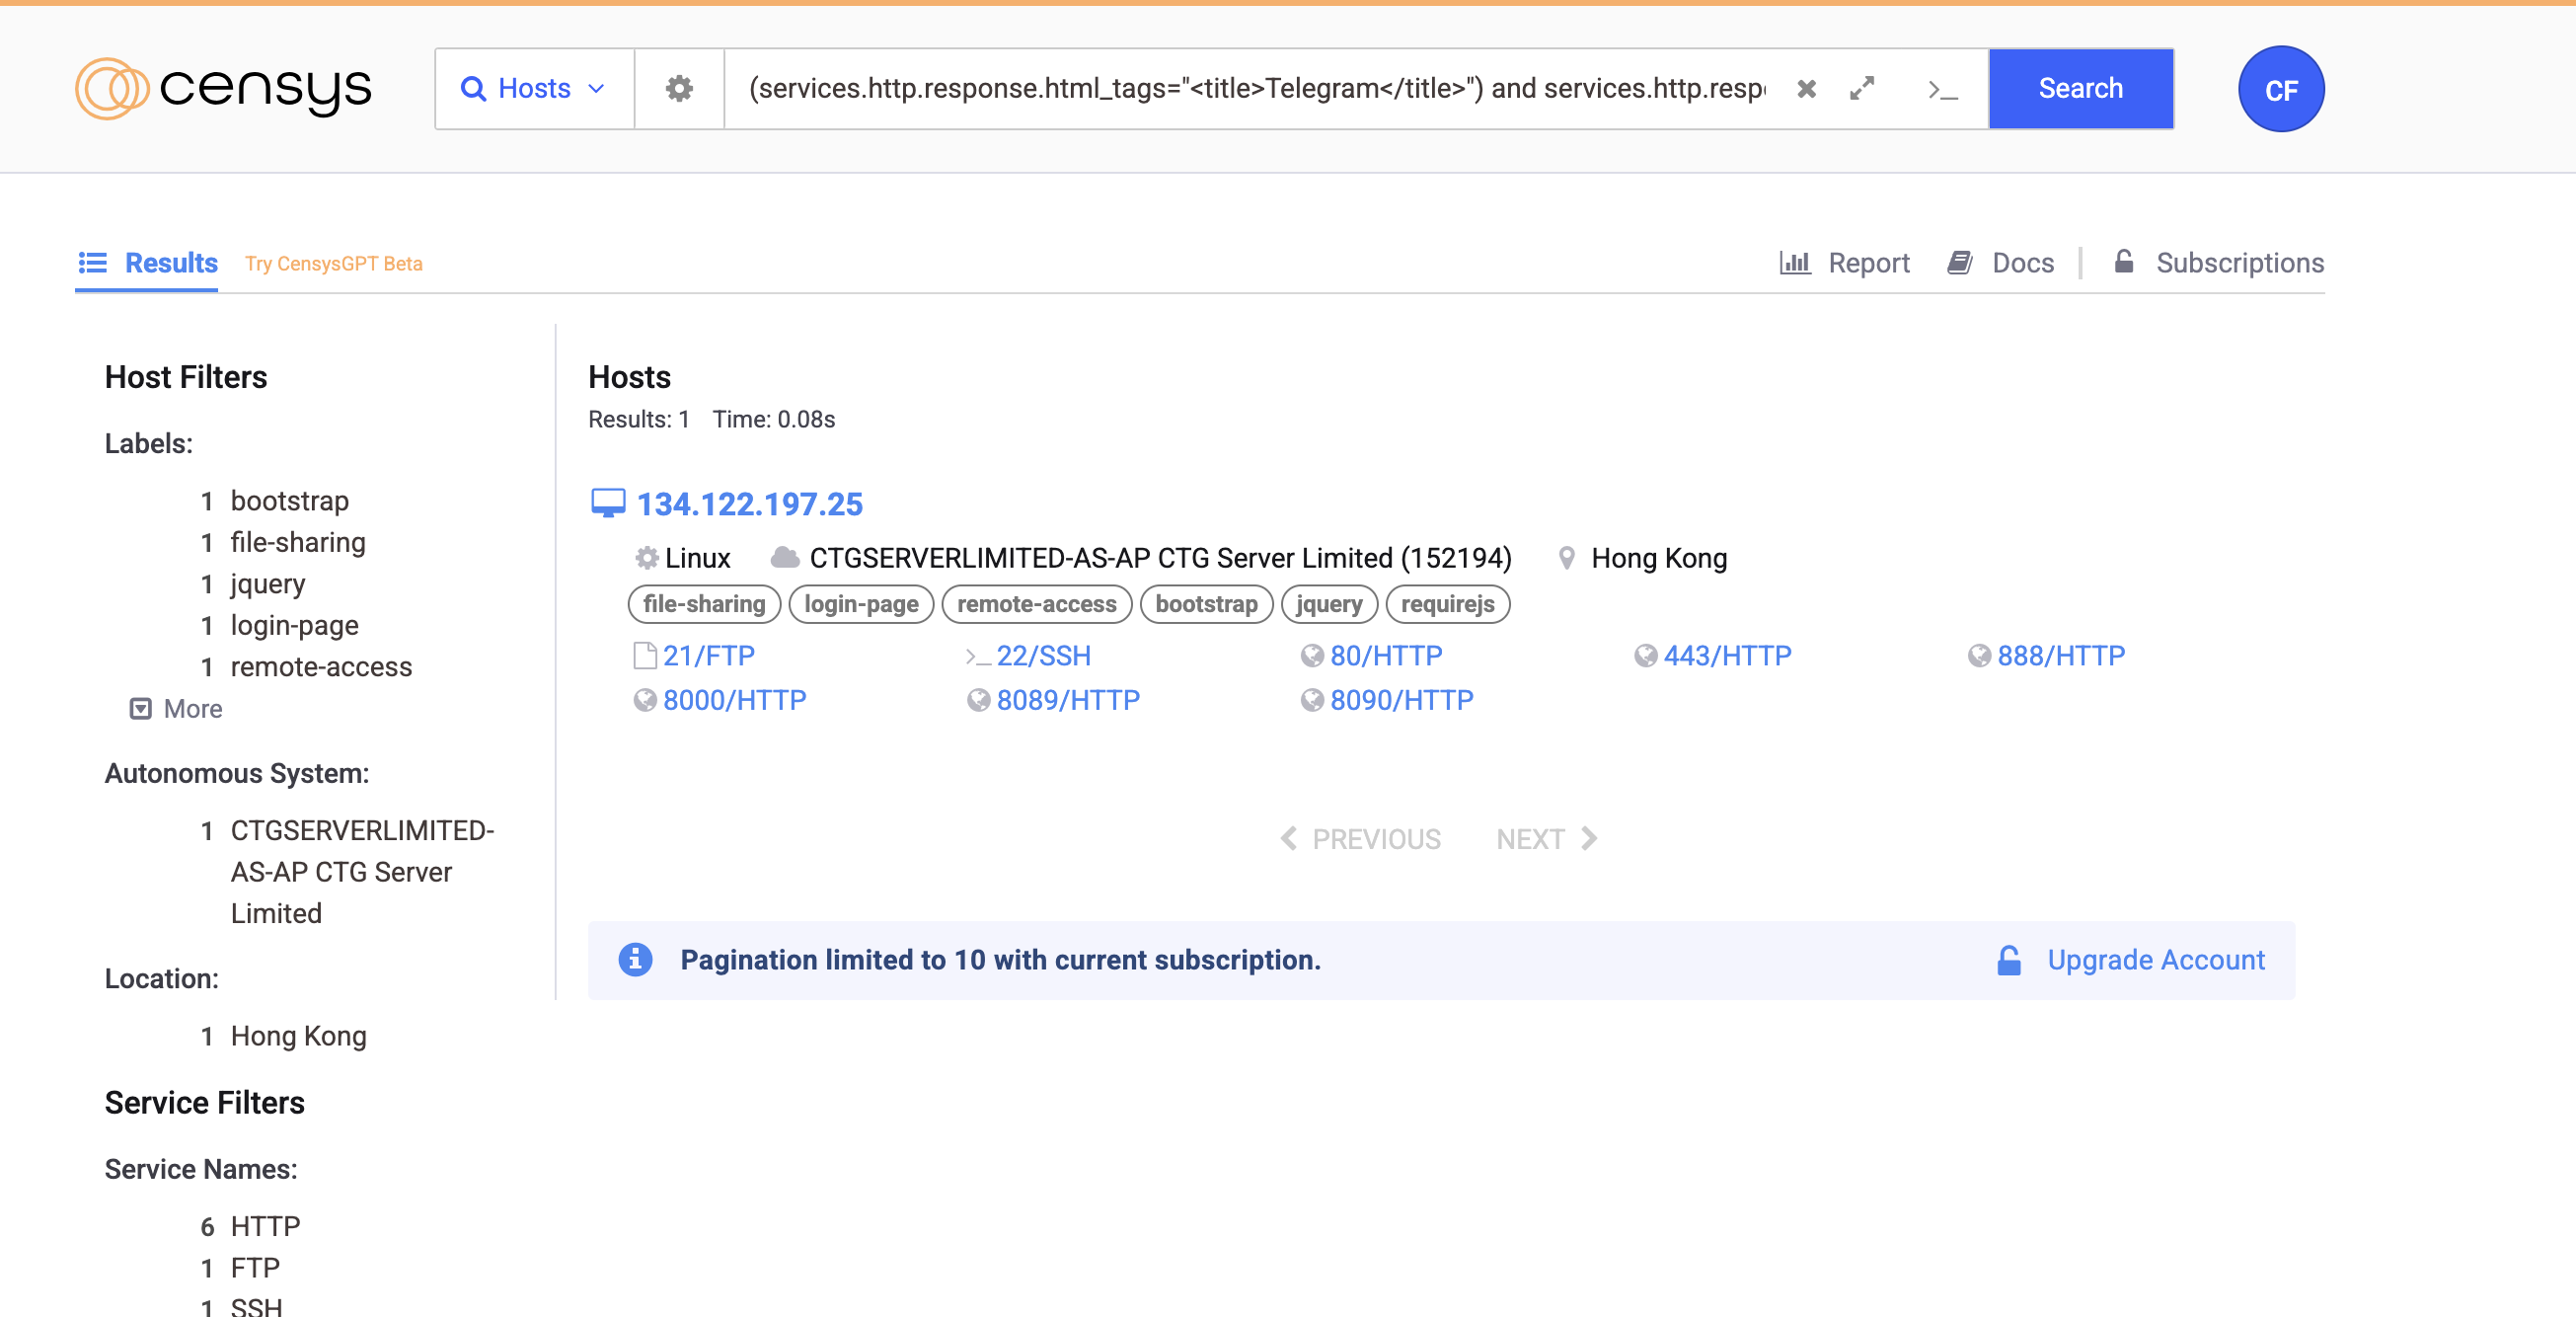 censys
Hosts
(services.http.response.html_tags="<title>Telegram</title>") and services.http.resp
>_
Search
CF
Results
Try CensysGPT Beta
Report
Docs
Subscriptions
Host Filters
Labels:
1 bootstrap
1 file-sharing
1 jquery
1 login-page
1 remote-access
More
Autonomous System:
1 CTGSERVERLIMITED-
AS-AP CTG Server
Limited
Location:
1 Hong Kong
Service Filters
Service Names:
6 HTTP
1 FTP
1 SSH
Hosts
Results: 1 Time: 0.08s
134.122.197.25
Linux CTGSERVERLIMITED-AS-AP CTG Server Limited (152194) Hong Kong
file-sharing login-page remote-access bootstrap jquery requirejs
21/FTP >_ 22/SSH 80/HTTP 443/HTTP 888/HTTP
8000/HTTP 8089/HTTP 8090/HTTP
PREVIOUS NEXT
Pagination limited to 10 with current subscription.
Upgrade Account